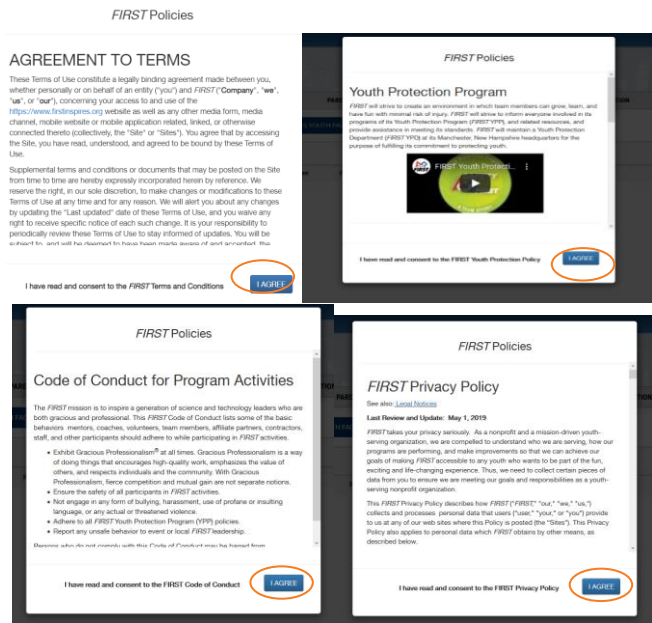 FIRST Policies
AGREEMENT TO TERMS
These Terms of Use constitute a legally binding agreement made between you,
whether personally or on behalf of an entity ("you") and FIRST ("Company", "we",
"us", or "our"), concerning your access to and use of the
https://www.firstinspires.org website as well as any other media form, media
channel, mobile website or mobile application related, linked, or otherwise
connected thereto (collectively, the "Site" or "Sites"). You agree that by accessing
the Site, you have read, understood, and agreed to be bound by these Terms of
Use.
Supplemental terms and conditions or documents that may be posted on the Site
from time to time are hereby expressly incorporated herein by reference. We
reserve the right, in our sole discretion, to make changes or modifications to these
Terms of Use at any time and for any reason. We will alert you about any changes
by updating the "Last updated" date of these Terms of Use, and you waive any
right to receive specific notice of each such change. It is your responsibility to
periodically review these Terms of Use to stay informed of updates. You will be
subject to, and will be deemed to have been made aware of and accepted, the
I have read and consent to the FIRST Terms and Conditions
I AGREE
FIRST Policies
Youth Protection Program
FIRST will strive to create an environment in which team members can grow, learn, and
have fun with minimal risk of injury. FIRST will strive to inform everyone involved in its
programs of its Youth Protection Program (FIRST YPP), and related resources, and
provide assistance in meeting its standards. FIRST will maintain a Youth Protection
Department (FIRST YPD) at its Manchester, New Hampshire headquarters for the
purpose of fulfilling its commitment to protecting youth.
FIRST Youth Protecti...
I have read and consent to the FIRST Youth Protection Policy
I AGREE
FIRST Policies
Code of Conduct for Program Activities
The FIRST mission is to inspire a generation of science and technology leaders who are
both gracious and professional. This FIRST Code of Conduct lists some of the basic
behaviors mentors, coaches, volunteers, team members, affiliate partners, contractors,
staff, and other participants should adhere to while participating in FIRST activities.
• Exhibit Gracious Professionalism® at all times. Gracious Professionalism is a way
of doing things that encourages high-quality work, emphasizes the value of
others, and respects individuals and the community. With Gracious
Professionalism, fierce competition and mutual gain are not separate notions.
• Ensure the safety of all participants in FIRST activities.
• Not engage in any form of bullying, harassment, use of profane or insulting
language, or any actual or threatened violence.
• Adhere to all FIRST Youth Protection Program (YPP) policies.
• Report any unsafe behavior to event or local FIRST leadership.
Persons who do not comply with this Code of Conduct may be barred from
I have read and consent to the FIRST Code of Conduct
I AGREE
FIRST Policies
FIRST Privacy Policy
See also: Legal Notices
Last Review and Update: May 1, 2019
FIRST takes your privacy seriously. As a nonprofit and a mission-driven youth-
serving organization, we are compelled to understand who we are serving, how our
programs are performing, and make improvements so that we can achieve our
goals of making FIRST accessible to any youth who wants to be part of the fun,
exciting and life-changing experience. Thus, we need to collect certain pieces of
data from you to ensure we are meeting our goals and responsibilities as a youth-
serving nonprofit organization.
This FIRST Privacy Policy describes how FIRST ("FIRST," "our," "we," "us,")
collects and processes personal data that users ("user," "your," or "you") provide
to us at any of our web sites where this Policy is posted (the "Sites"). This Privacy
Policy also applies to personal data which FIRST obtains by other means, as
described below.
I have read and consent to the FIRST Privacy Policy
I AGREE